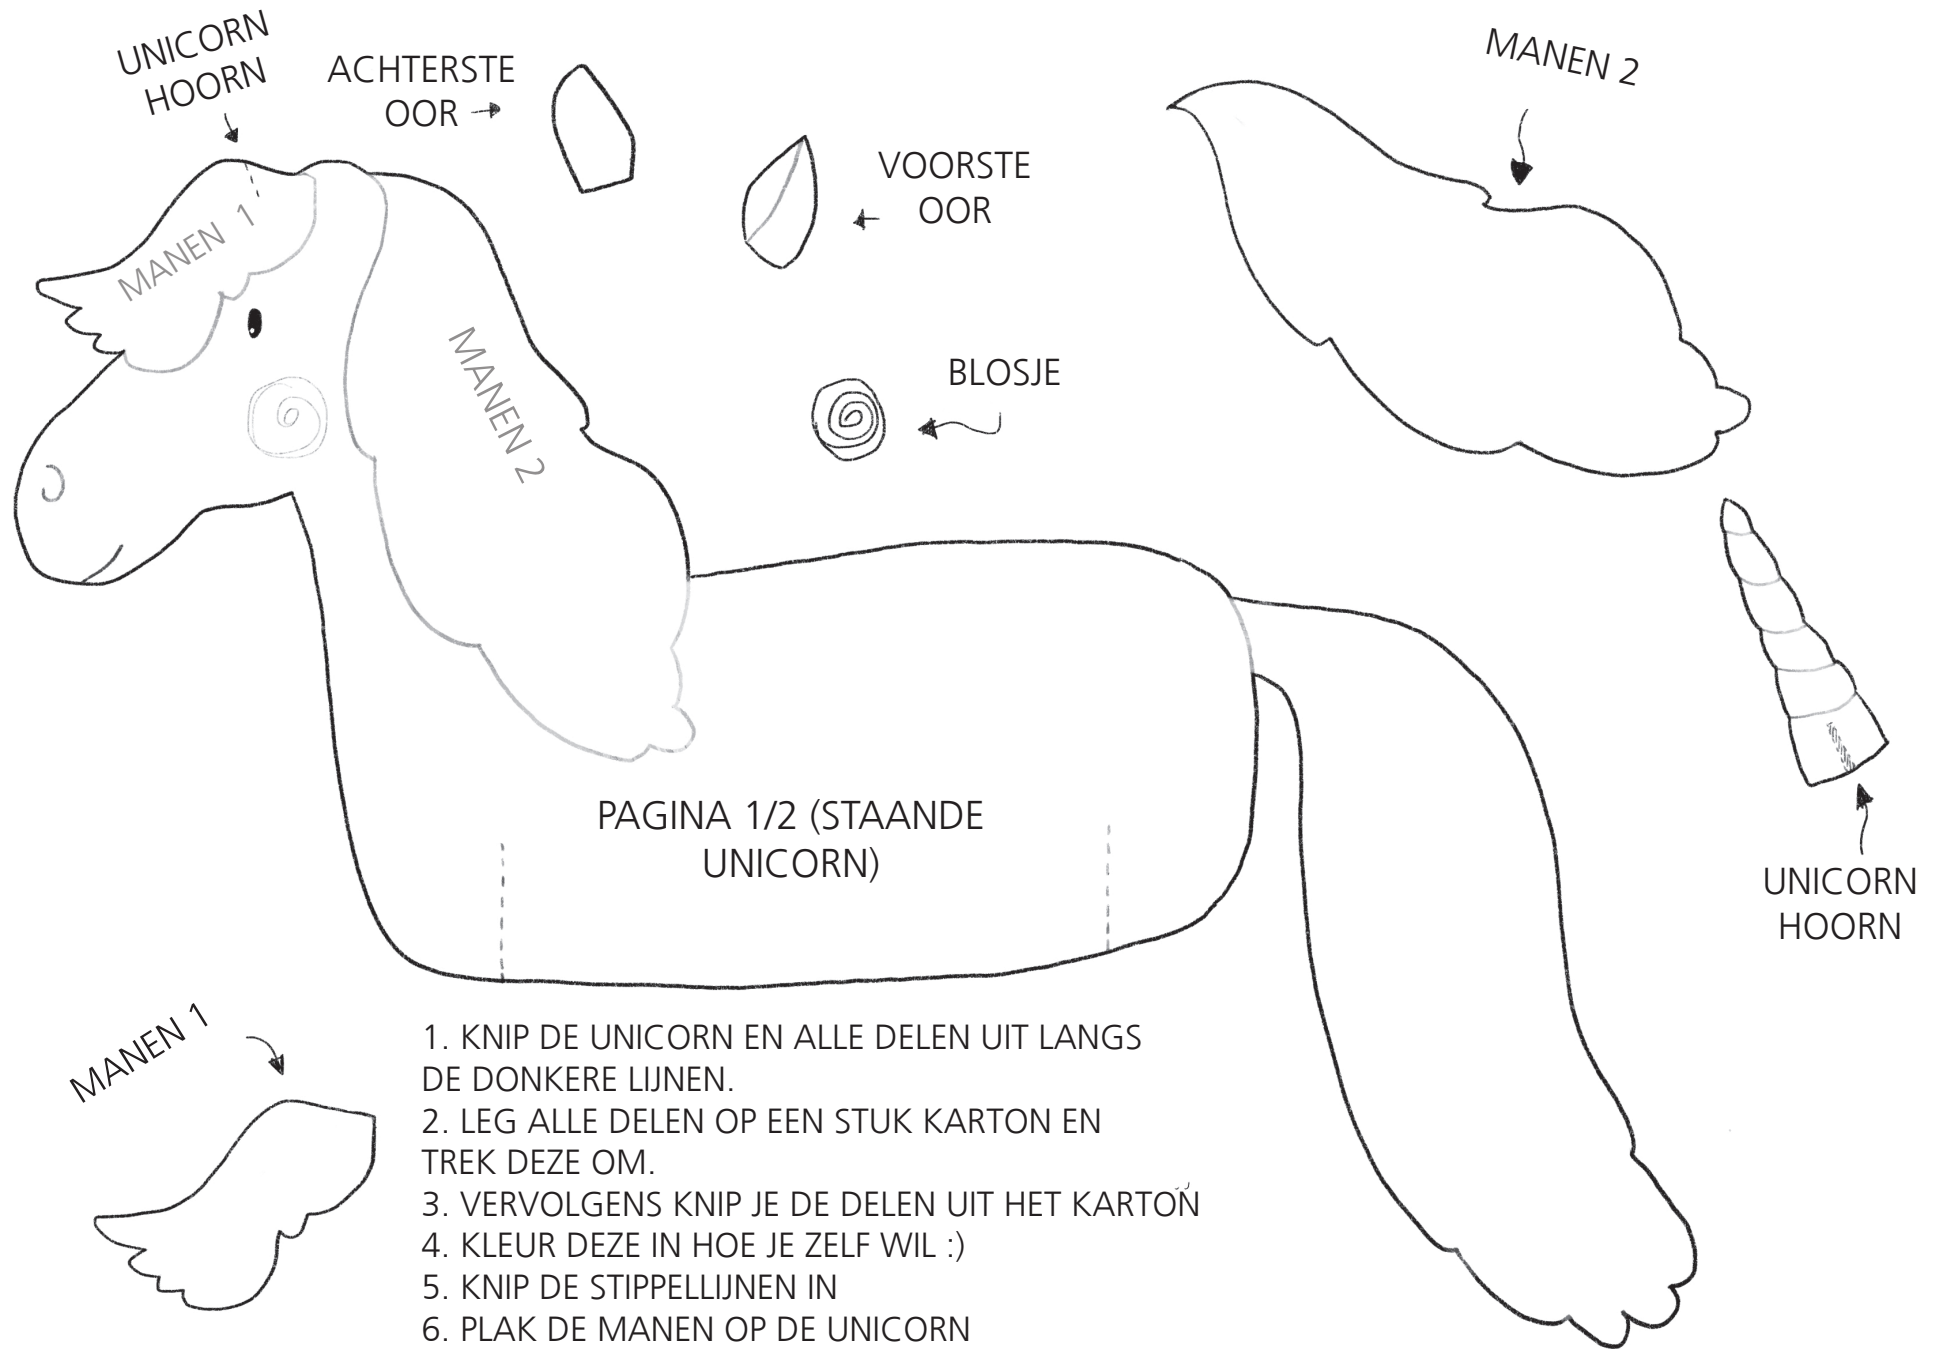 UNICORN
HOORN
ACHTERSTE
OOR
MANEN 2
VOORSTE
OOR
MANEN 1
MANEN 2
BLOSJE
PAGINA 1/2 (STAANDE
UNICORN)
UNICORN
HOORN
MANEN 1
1. KNIP DE UNICORN EN ALLE DELEN UIT LANGS
DE DONKERE LIJNEN.
2. LEG ALLE DELEN OP EEN STUK KARTON EN
TREK DEZE OM.
3. VERVOLGENS KNIP JE DE DELEN UIT HET KARTON
4. KLEUR DEZE IN HOE JE ZELF WIL :)
5. KNIP DE STIPPELLIJNEN IN
6. PLAK DE MANEN OP DE UNICORN